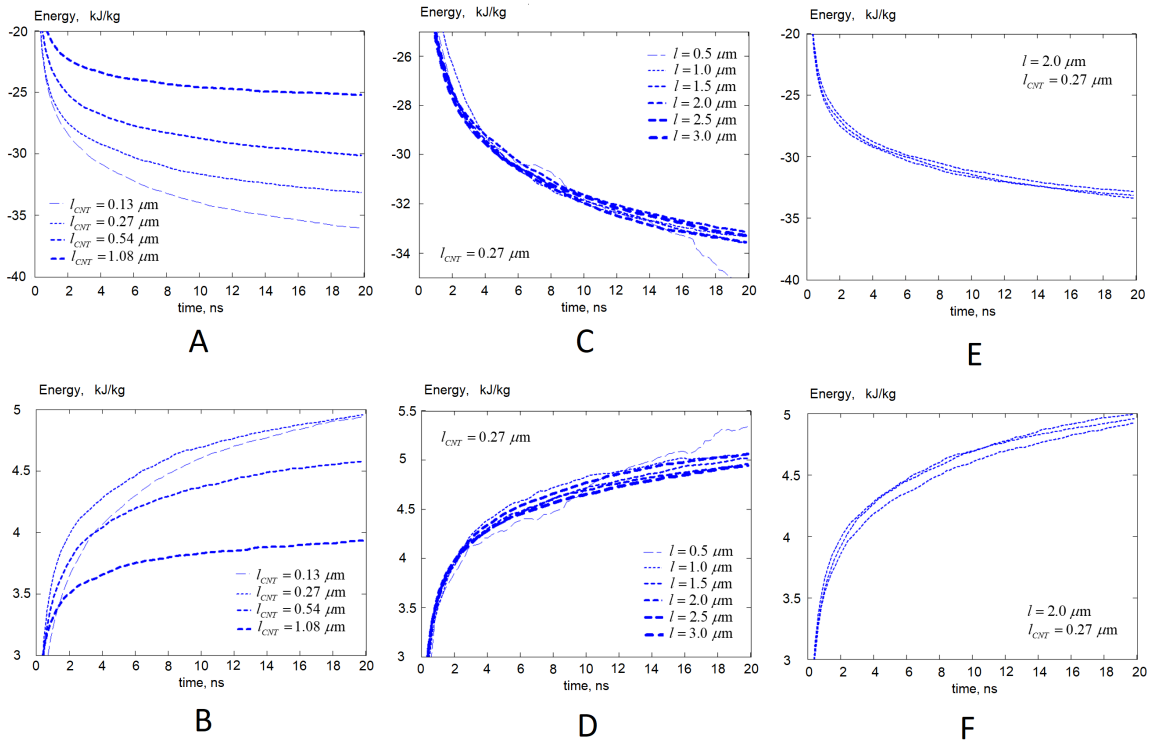 Energy, kJ/kg
-20
-25
-30
-35
-40
l_CNT = 0.13 μm
l_CNT = 0.27 μm
l_CNT = 0.54 μm
l_CNT = 1.08 μm
0 2 4 6 8 10 12 14 16 18 20
time, ns
A
Energy, kJ/kg
-26
-28
-30
-32
-34
l = 0.5 μm
l = 1.0 μm
l = 1.5 μm
l = 2.0 μm
l = 2.5 μm
l = 3.0 μm
l_CNT = 0.27 μm
0 2 4 6 8 10 12 14 16 18 20
time, ns
C
Energy, kJ/kg
-20
-25
-30
-35
-40
l = 2.0 μm
l_CNT = 0.27 μm
0 2 4 6 8 10 12 14 16 18 20
time, ns
E
Energy, kJ/kg
5
4.5
4
3.5
3
l_CNT = 0.13 μm
l_CNT = 0.27 μm
l_CNT = 0.54 μm
l_CNT = 1.08 μm
0 2 4 6 8 10 12 14 16 18 20
time, ns
B
Energy, kJ/kg
5.5
5
4.5
4
3.5
3
l_CNT = 0.27 μm
l = 0.5 μm
l = 1.0 μm
l = 1.5 μm
l = 2.0 μm
l = 2.5 μm
l = 3.0 μm
0 2 4 6 8 10 12 14 16 18 20
time, ns
D
Energy, kJ/kg
5
4.5
4
3.5
3
l = 2.0 μm
l_CNT = 0.27 μm
0 2 4 6 8 10 12 14 16 18 20
time, ns
F